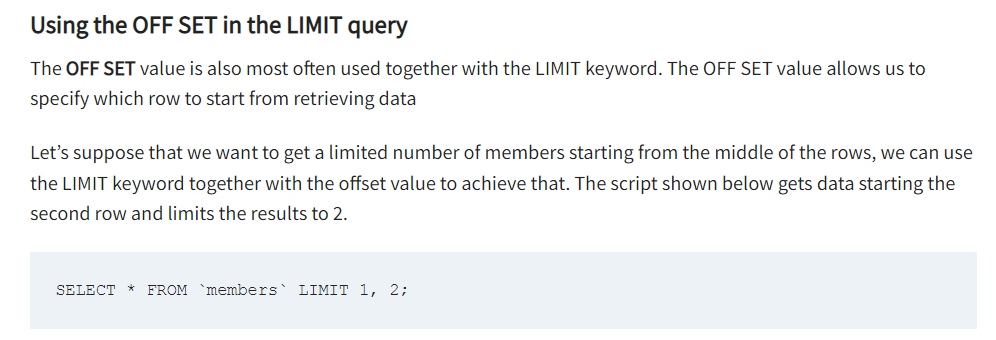 Using the OFF SET in the LIMIT query
The OFF SET value is also most often used together with the LIMIT keyword. The OFF SET value allows us to
specify which row to start from retrieving data
Let’s suppose that we want to get a limited number of members starting from the middle of the rows, we can use
the LIMIT keyword together with the offset value to achieve that. The script shown below gets data starting the
second row and limits the results to 2.
SELECT * FROM `members` LIMIT 1, 2;